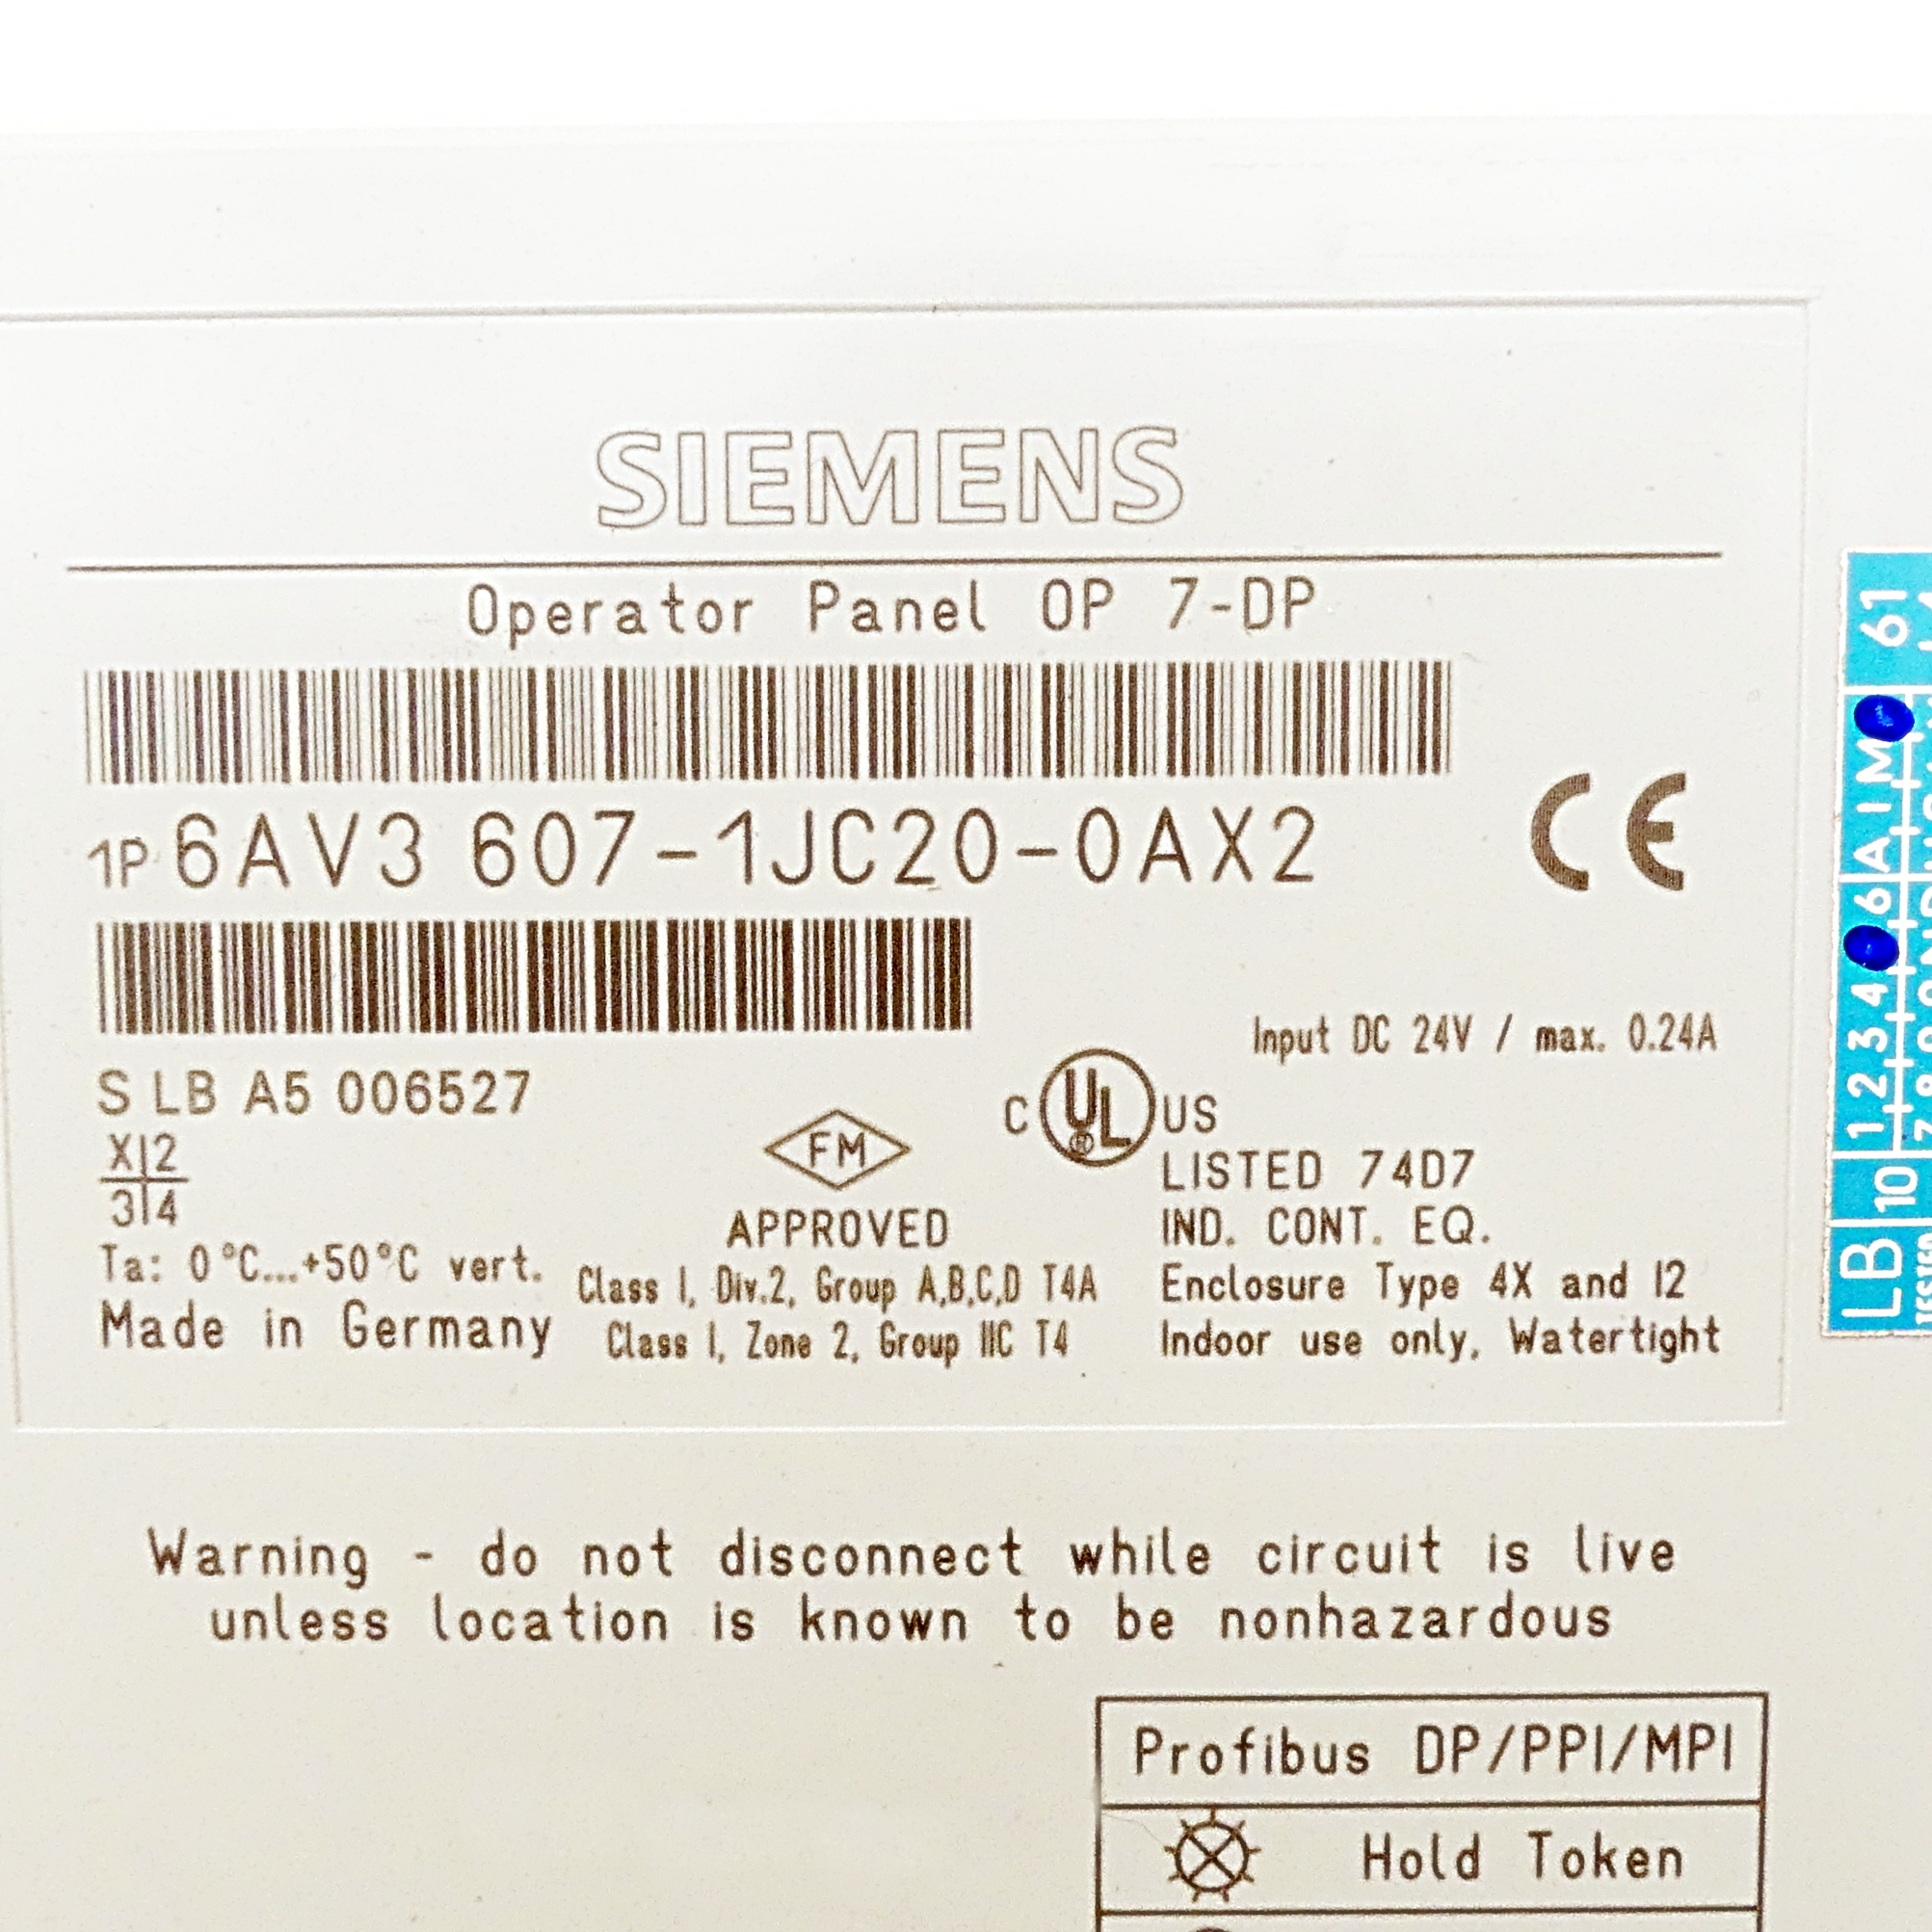 SIEMENS
Operator Panel OP 7-DP
1P 6AV3 607-1JC20-0AX2
CE
S LB A5 006527
Input DC 24V / max. 0.24A
X 2
3 4
FM
APPROVED
C UL ® US
LISTED 74D7
IND. CONT. EQ.
Ta: 0°C...+50°C vert.
Class I, Div.2, Group A,B,C,D T4A
Enclosure Type 4X and 12
Made in Germany
Class I, Zone 2, Group IIC T4
Indoor use only, Watertight
Warning - do not disconnect while circuit is live
unless location is known to be nonhazardous
Profibus DP/PPI/MPI
Hold Token
LB 10 1 2 3 4 6 A I M 61